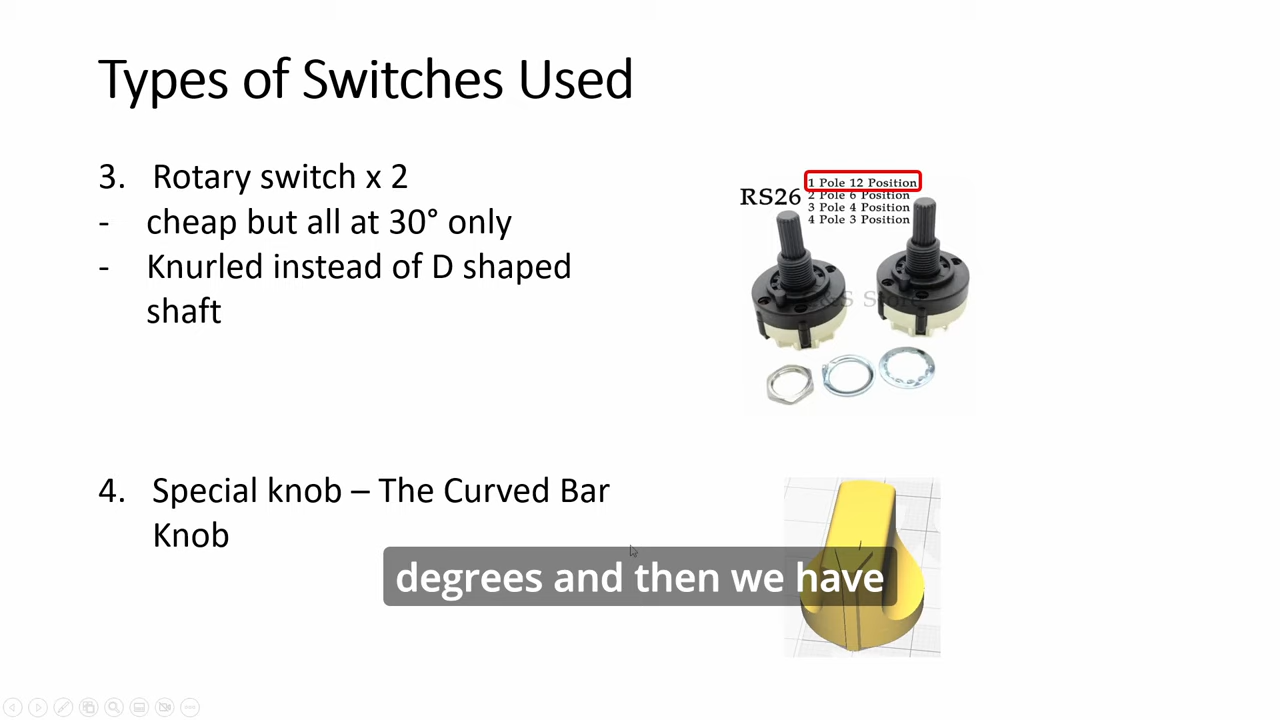 Types of Switches Used
3. Rotary switch x 2
- cheap but all at 30° only
- Knurled instead of D shaped
shaft
RS26
1 Pole 12 Position
2 Pole 6 Position
3 Pole 4 Position
4 Pole 3 Position
&S Store
4. Special knob – The Curved Bar
Knob
degrees and then we have